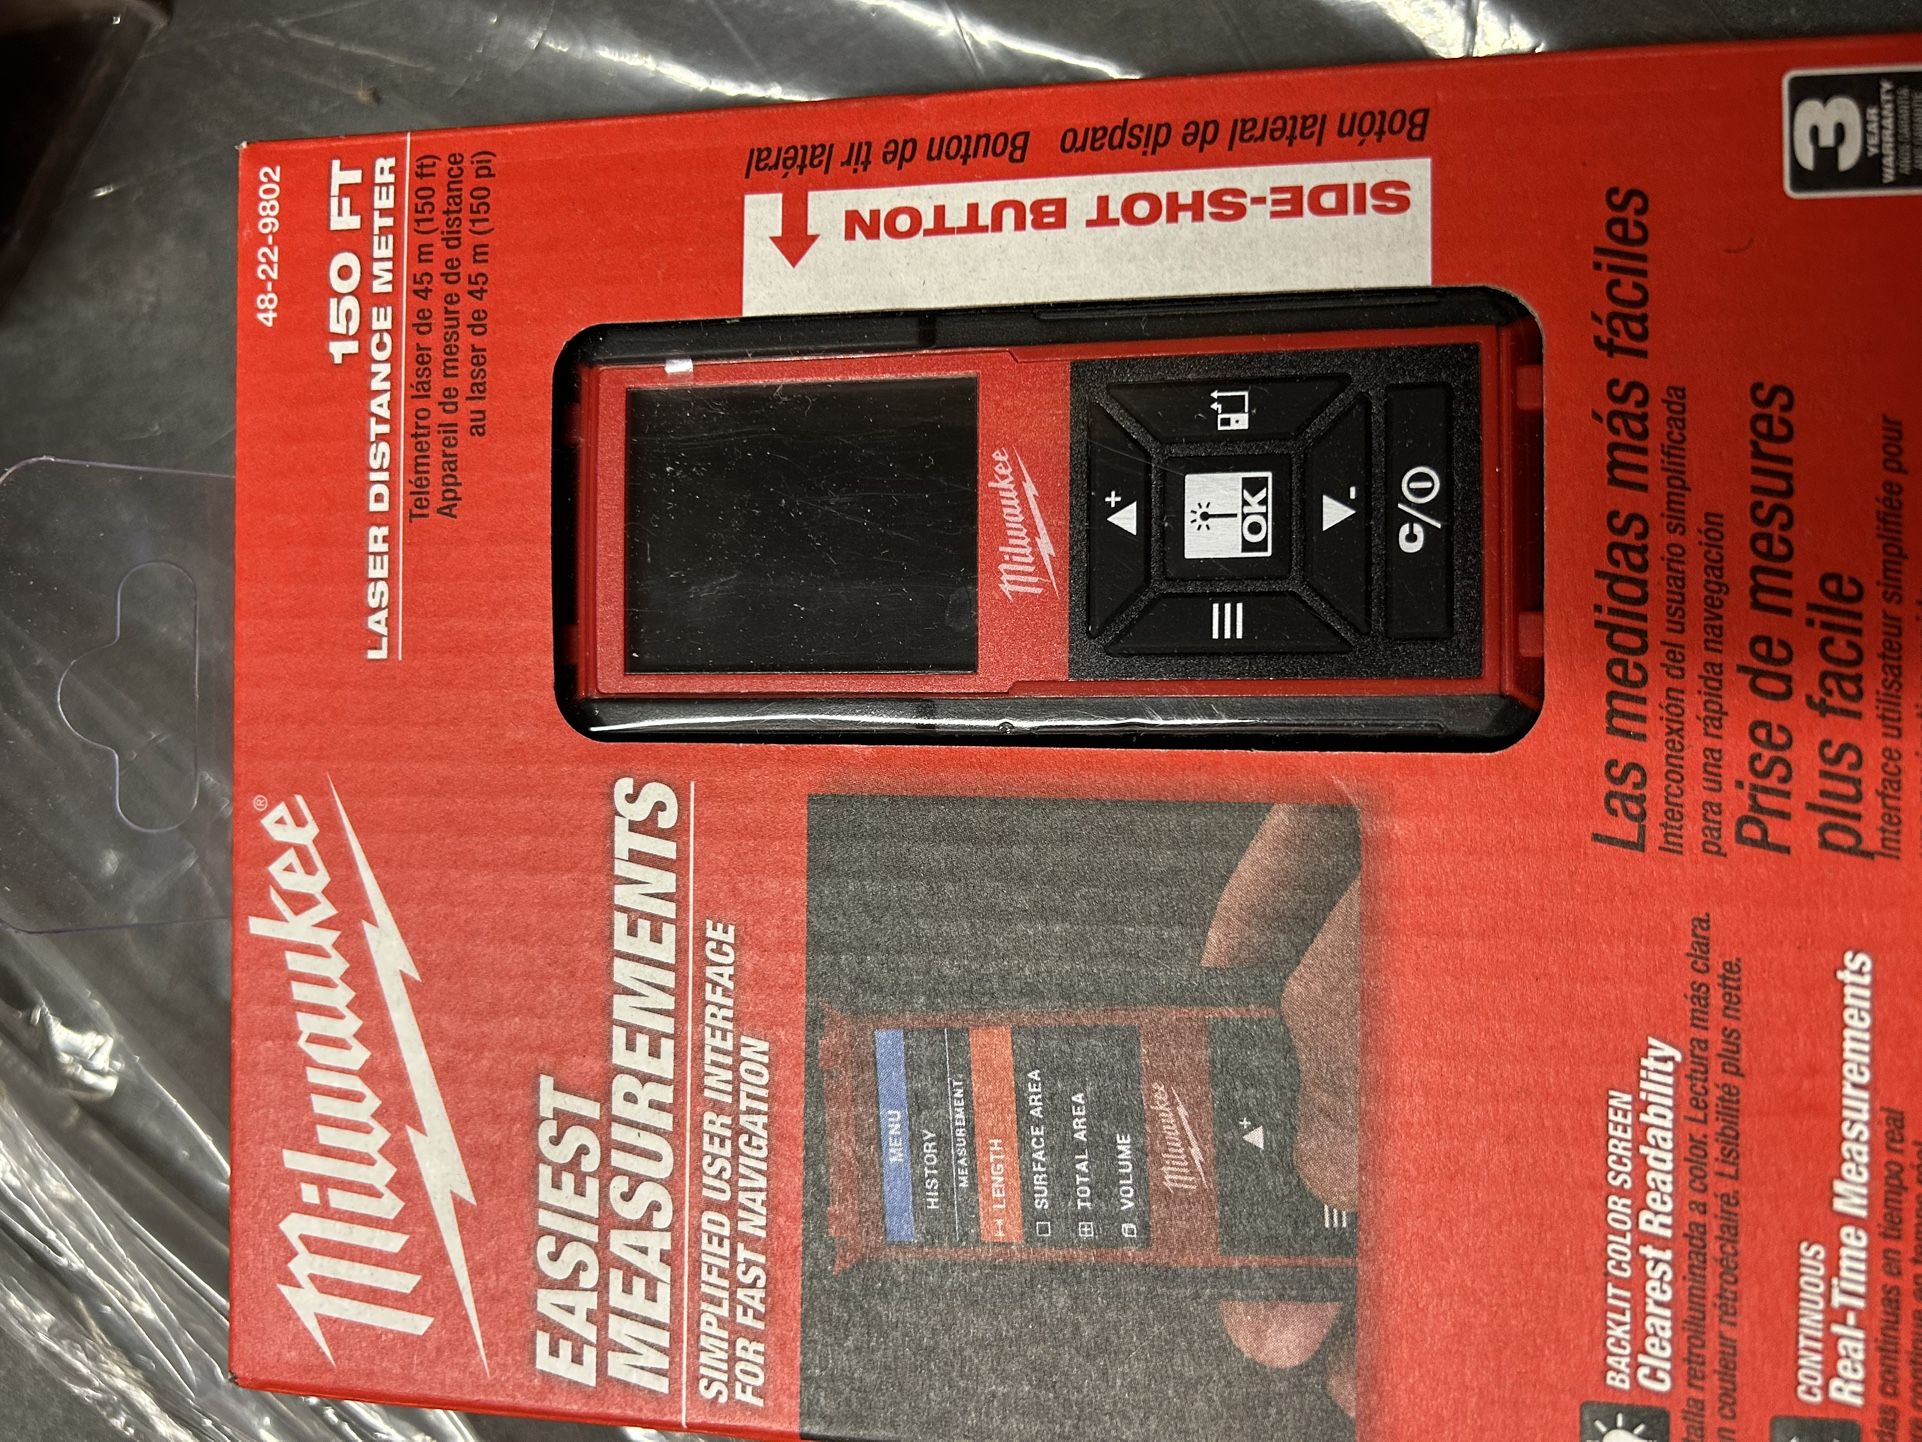 Milwaukee®
48-22-9802
150 FT
LASER DISTANCE METER
Telémetro láser de 45 m (150 ft)
Appareil de mesure de distance
au laser de 45 m (150 pi)
EASIEST
MEASUREMENTS
SIMPLIFIED USER INTERFACE
FOR FAST NAVIGATION
MENU
HISTORY
MEASUREMENT
LENGTH
SURFACE AREA
TOTAL AREA
VOLUME
Milwaukee
+
Milwaukee
+
OK
-
C/
SIDE-SHOT BUTTON
Botón lateral de disparo Bouton de tir latéral
Las medidas más fáciles
Interconexión del usuario simplificada
para una rápida navegación
Prise de mesures
plus facile
Interface utilisateur simplifiée pour
3
YEAR
WARRANTY
BACKLIT COLOR SCREEN
Clearest Readability
retroiluminada a color. Lectura más clara.
couleur rétroéclairé. Lisibilité plus nette.
CONTINUOUS
Real-Time Measurements
continuas en tiempo real